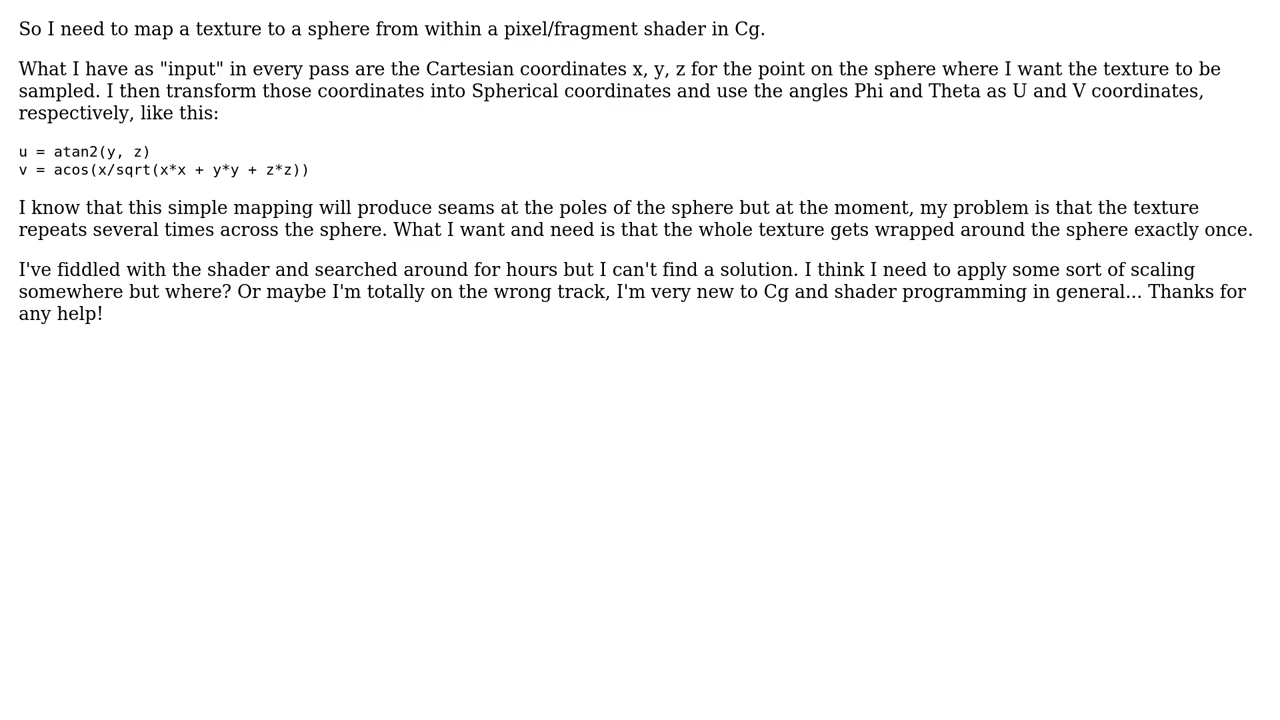 So I need to map a texture to a sphere from within a pixel/fragment shader in Cg.
What I have as "input" in every pass are the Cartesian coordinates x, y, z for the point on the sphere where I want the texture to be
sampled. I then transform those coordinates into Spherical coordinates and use the angles Phi and Theta as U and V coordinates,
respectively, like this:
u = atan2(y, z)
v = acos(x/sqrt(x*x + y*y + z*z))
I know that this simple mapping will produce seams at the poles of the sphere but at the moment, my problem is that the texture
repeats several times across the sphere. What I want and need is that the whole texture gets wrapped around the sphere exactly once.
I've fiddled with the shader and searched around for hours but I can't find a solution. I think I need to apply some sort of scaling
somewhere but where? Or maybe I'm totally on the wrong track, I'm very new to Cg and shader programming in general... Thanks for
any help!